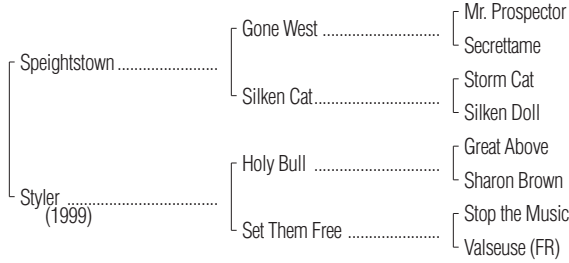 Mr. Prospector
Gone West ........................
Secrettame
Speightstown ........................
Storm Cat
Silken Cat ........................
Silken Doll
Great Above
Holy Bull ........................
Sharon Brown
Styler ........................
(1999)
Stop the Music
Set Them Free ........................
Valseuse (FR)